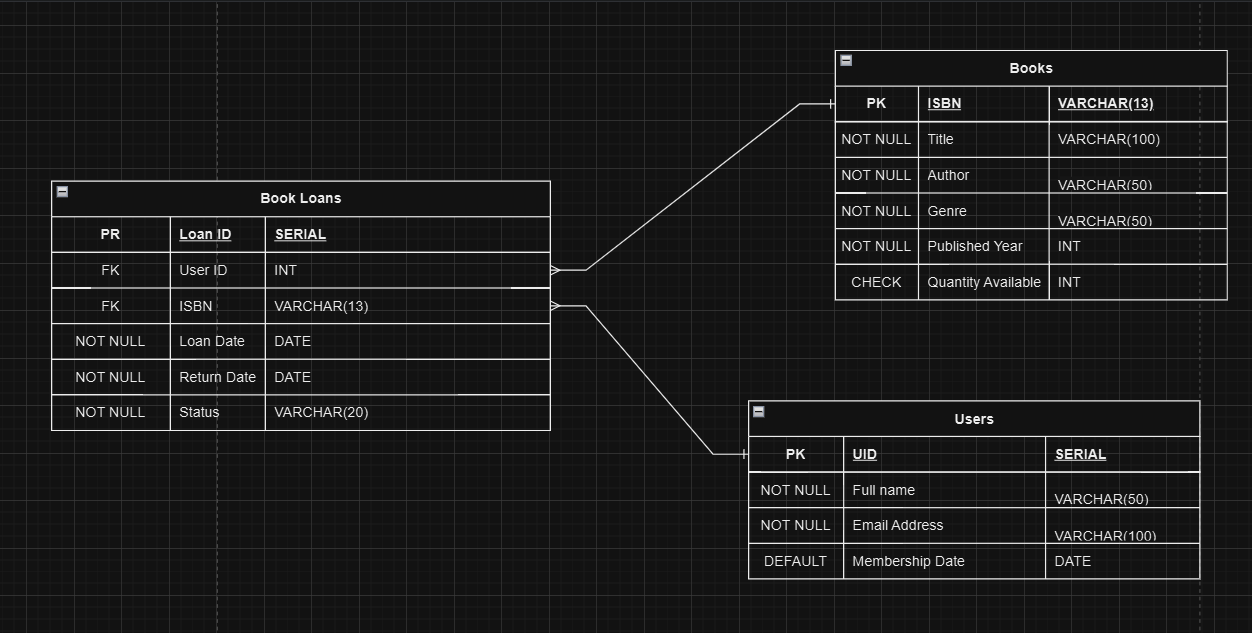 Books
PK ISBN VARCHAR(13)
NOT NULL Title VARCHAR(100)
NOT NULL Author VARCHAR(50)
NOT NULL Genre VARCHAR(50)
NOT NULL Published Year INT
CHECK Quantity Available INT
Book Loans
PR Loan ID SERIAL
FK User ID INT
FK ISBN VARCHAR(13)
NOT NULL Loan Date DATE
NOT NULL Return Date DATE
NOT NULL Status VARCHAR(20)
Users
PK UID SERIAL
NOT NULL Full name VARCHAR(50)
NOT NULL Email Address VARCHAR(100)
DEFAULT Membership Date DATE